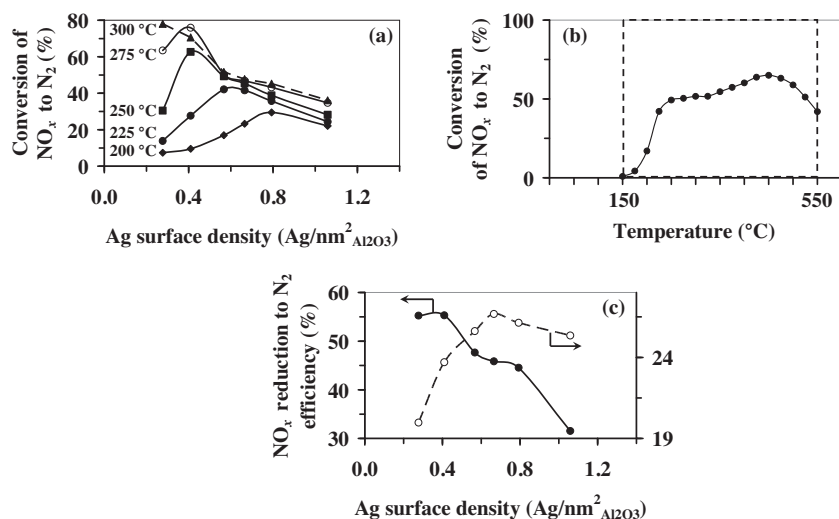 Conversion of
NOₓ to N₂ (%)
80
60
40
20
0
300 °C
275 °C
250 °C
225 °C
200 °C
(a)
0.0
0.4
0.8
1.2
Ag surface density (Ag/nm²Al2O3)
Conversion
of NOₓ to N₂ (%)
100
50
0
(b)
150
550
Temperature (°C)
NOₓ reduction to N₂
efficiency (%)
60
50
40
30
(c)
24
19
0.0
0.4
0.8
1.2
Ag surface density (Ag/nm²Al2O3)